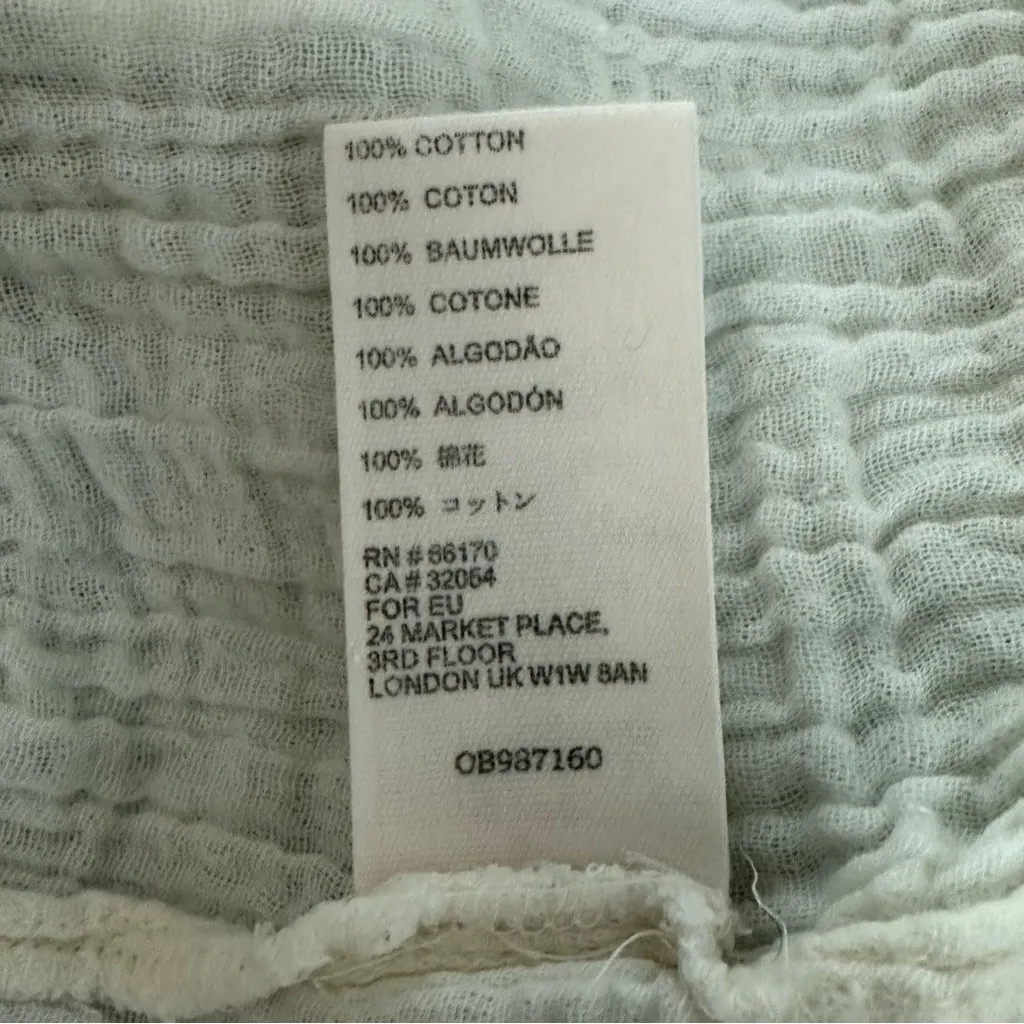 100% COTTON
100% COTON
100% BAUMWOLLE
100% COTONE
100% ALGODÃO
100% ALGODÓN
100% 棉花
100% コットン
RN # 86170
CA # 32054
FOR EU
24 MARKET PLACE,
3RD FLOOR
LONDON UK W1W 8AN
OB987160